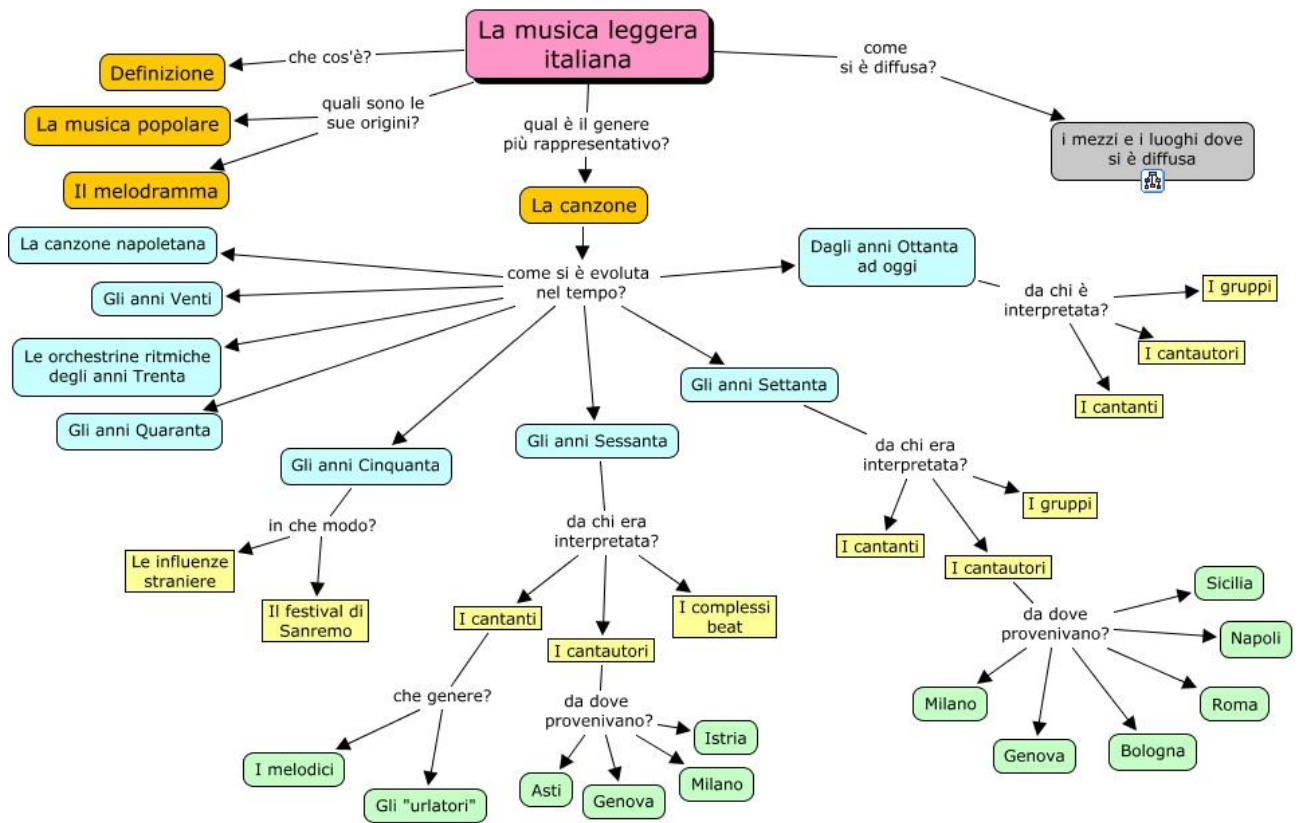 La musica leggera
italiana
che cos'è?
Definizione
quali sono le
sue origini?
La musica popolare
Il melodramma
qual è il genere
più rappresentativo?
La canzone
come
si è diffusa?
i mezzi e i luoghi dove
si è diffusa
come si è evoluta
nel tempo?
La canzone napoletana
Gli anni Venti
Le orchestrine ritmiche
degli anni Trenta
Gli anni Quaranta
Gli anni Cinquanta
in che modo?
Le influenze
straniere
Il festival di
Sanremo
Gli anni Sessanta
da chi era
interpretata?
I cantanti
I cantautori
I complessi
beat
che genere?
I melodici
Gli "urlatori"
da dove
provenivano?
Asti
Genova
Milano
Istria
Gli anni Settanta
da chi era
interpretata?
I cantanti
I cantautori
I gruppi
da dove
provenivano?
Milano
Genova
Bologna
Roma
Napoli
Sicilia
Dagli anni Ottanta
ad oggi
da chi è
interpretata?
I gruppi
I cantautori
I cantanti